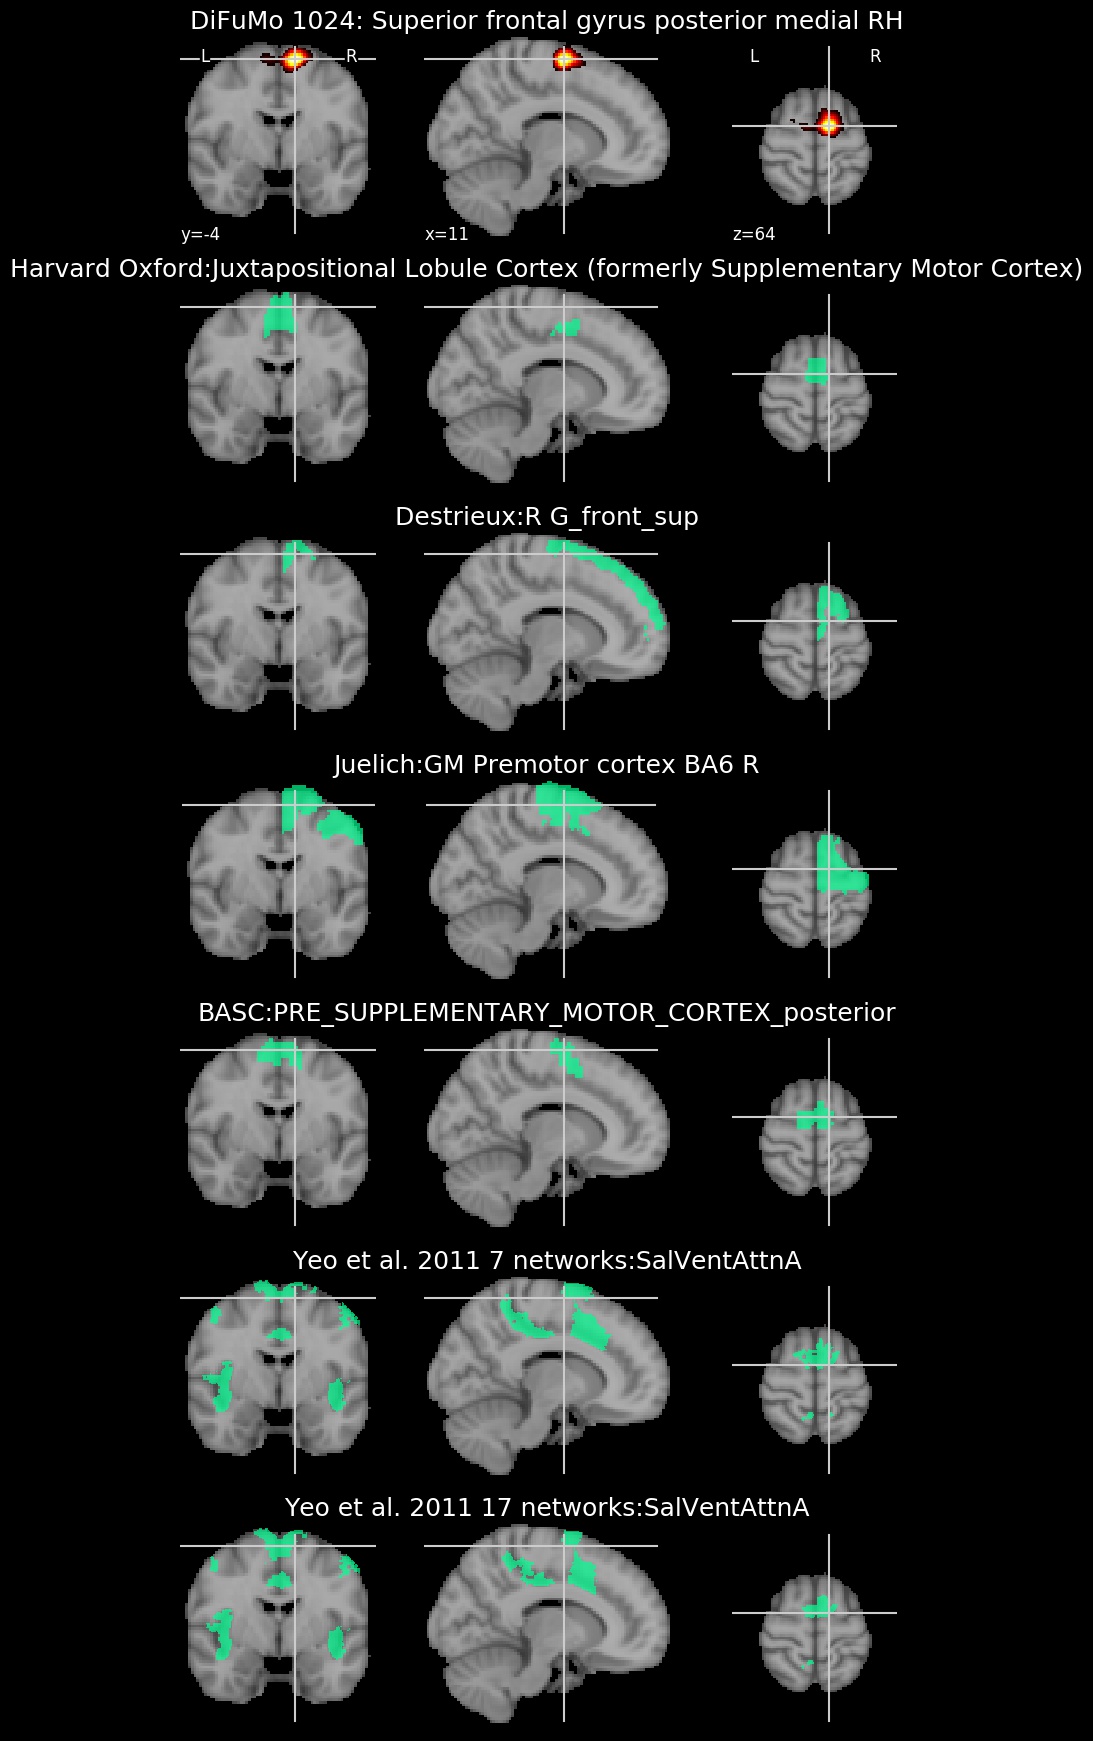 DiFuMo 1024: Superior frontal gyrus posterior medial RH
L R L R
y=-4 x=11 z=64
Harvard Oxford:Juxtapositional Lobule Cortex (formerly Supplementary Motor Cortex)
Destrieux:R G_front_sup
Juelich:GM Premotor cortex BA6 R
BASC:PRE_SUPPLEMENTARY_MOTOR_CORTEX_posterior
Yeo et al. 2011 7 networks:SalVentAttnA
Yeo et al. 2011 17 networks:SalVentAttnA